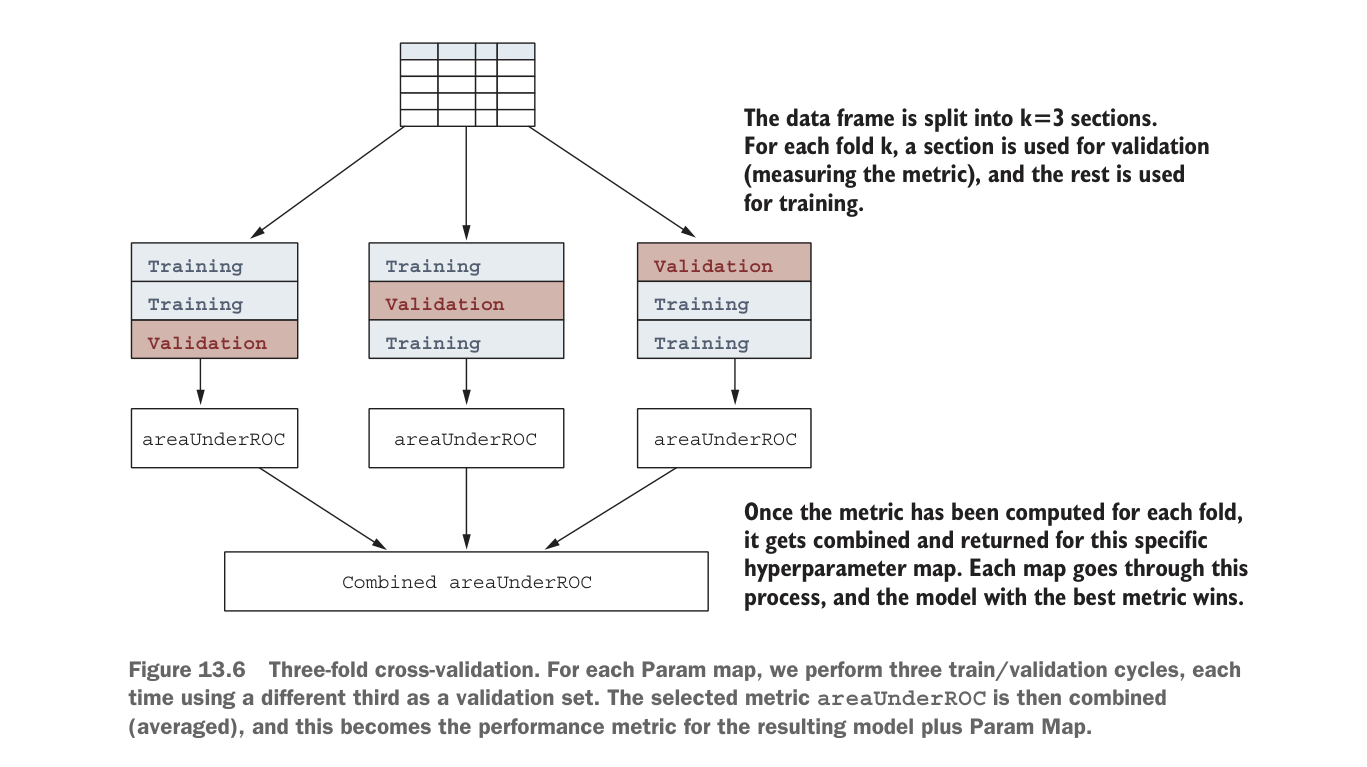 The data frame is split into k=3 sections.
For each fold k, a section is used for validation
(measuring the metric), and the rest is used
for training.
Training
Training
Validation
Training
Validation
Training
Validation
Training
Training
areaUnderROC
areaUnderROC
areaUnderROC
Combined areaUnderROC
Once the metric has been computed for each fold,
it gets combined and returned for this specific
hyperparameter map. Each map goes through this
process, and the model with the best metric wins.
Figure 13.6 Three-fold cross-validation. For each Param map, we perform three train/validation cycles, each
time using a different third as a validation set. The selected metric areaUnderROC is then combined
(averaged), and this becomes the performance metric for the resulting model plus Param Map.